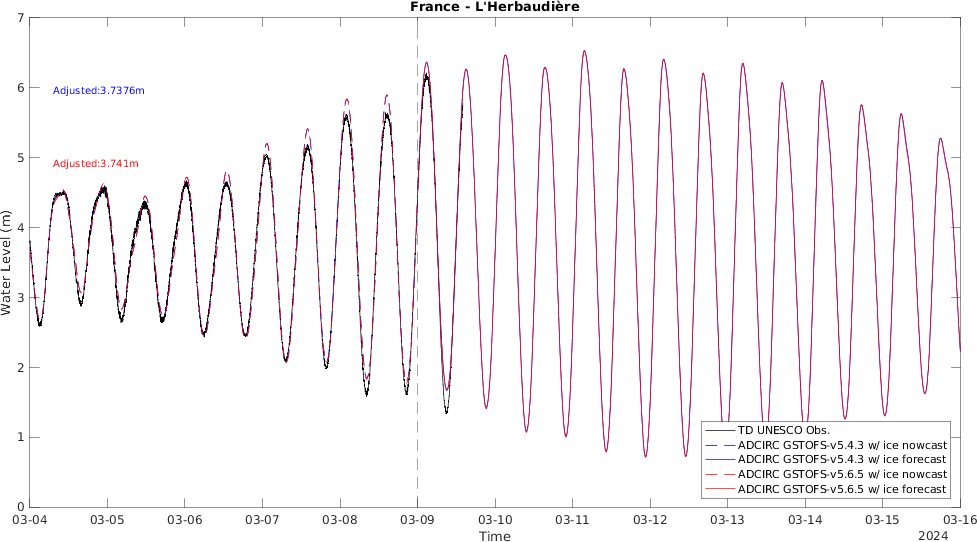 France - L'Herbaudière
7
6
5
4
3
2
1
0
Water Level (m)
Adjusted:3.7376m
Adjusted:3.741m
TD UNESCO Obs.
ADCIRC GSTOFS-v5.4.3 w/ ice nowcast
ADCIRC GSTOFS-v5.4.3 w/ ice forecast
ADCIRC GSTOFS-v5.6.5 w/ ice nowcast
ADCIRC GSTOFS-v5.6.5 w/ ice forecast
03-04 03-05 03-06 03-07 03-08 03-09 03-10 03-11 03-12 03-13 03-14 03-15 03-16
Time
2024